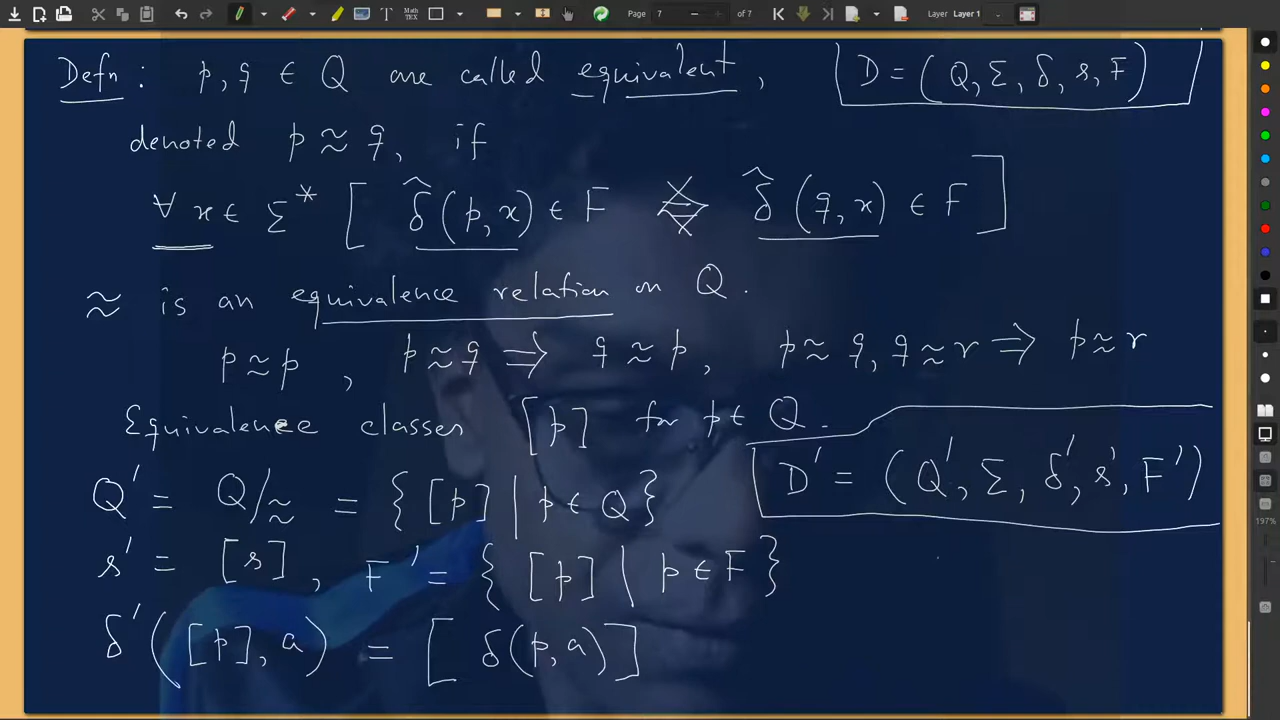 Page 7 of 7 Layer Layer 1
Defn : p, q ∈ Q are called equivalent, D = (Q, Σ, δ, s, F)
denoted p ≈ q, if
∀ x ∈ Σ* [ δ̂(p, x) ∈ F ⇔ δ̂(q, x) ∈ F ]
≈ is an equivalence relation on Q.
p ≈ p, p ≈ q ⇒ q ≈ p, p ≈ q, q ≈ r ⇒ p ≈ r
Equivalence classes [p] for p ∈ Q.
D' = (Q', Σ, δ', s', F')
Q' = Q/≈ = {[p] | p ∈ Q}
s' = [s], F' = {[p] | p ∈ F}
δ'([p], a) = [δ(p, a)]
197%